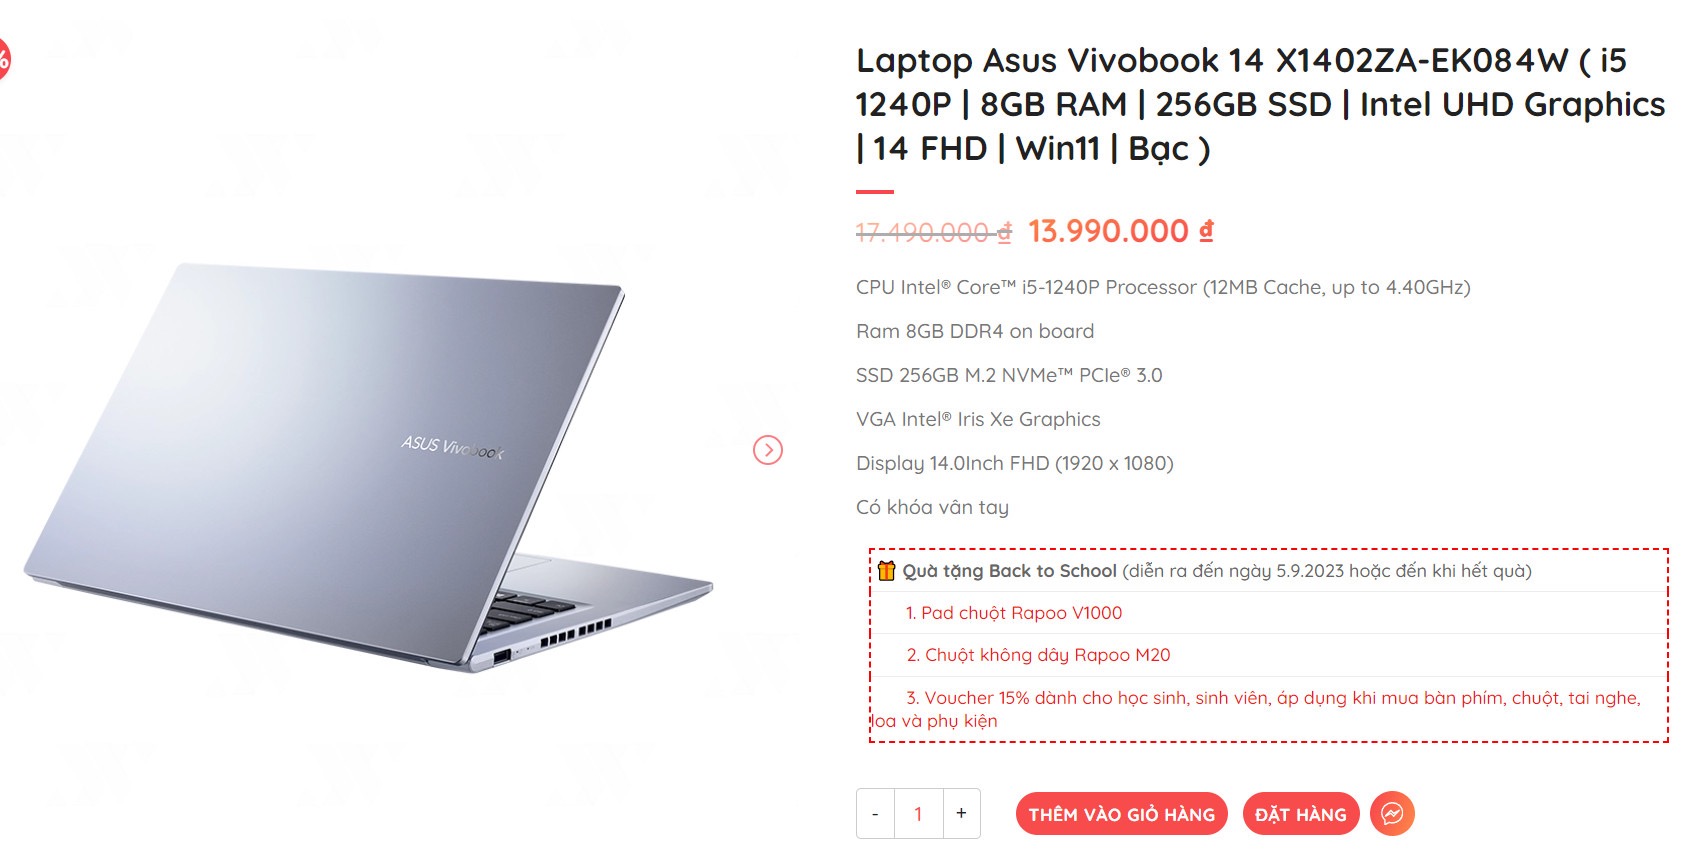 %
Laptop Asus Vivobook 14 X1402ZA-EK084W ( i5
1240P | 8GB RAM | 256GB SSD | Intel UHD Graphics
| 14 FHD | Win11 | Bạc )
17.490.000 ₫ 13.990.000 ₫
CPU Intel® Core™ i5-1240P Processor (12MB Cache, up to 4.40GHz)
Ram 8GB DDR4 on board
SSD 256GB M.2 NVMe™ PCIe® 3.0
VGA Intel® Iris Xe Graphics
ASUS Vivobook
Display 14.0Inch FHD (1920 x 1080)
Có khóa vân tay
Quà tặng Back to School (diễn ra đến ngày 5.9.2023 hoặc đến khi hết quà)
1. Pad chuột Rapoo V1000
2. Chuột không dây Rapoo M20
3. Voucher 15% dành cho học sinh, sinh viên, áp dụng khi mua bàn phím, chuột, tai nghe,
loa và phụ kiện
- 1 + THÊM VÀO GIỎ HÀNG ĐẶT HÀNG